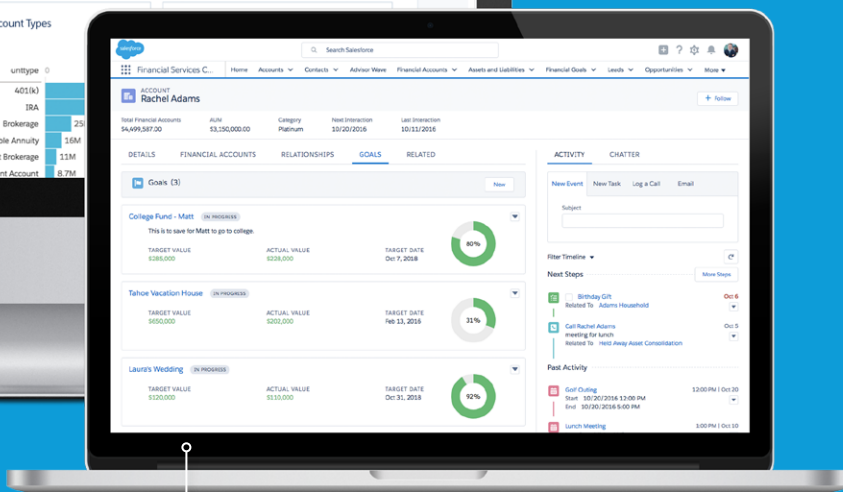 count Types
unttype 0
401(k)
IRA
Brokerage 25
ble Annuity 16M
t Brokerage 11M
nt Account 8.7M
salesforce
Search Salesforce
Financial Services C... Home Accounts Contacts Advisor Wave Financial Accounts Assets and Liabilities Financial Goals Leads Opportunities More
ACCOUNT
Rachel Adams
+ Follow
Total Financial Accounts AUM Category Next Interaction Last Interaction
$4,499,587.00 $3,150,000.00 Platinum 10/20/2016 10/11/2016
DETAILS FINANCIAL ACCOUNTS RELATIONSHIPS GOALS RELATED
Goals (3) New
College Fund - Matt IN PROGRESS
This is to save for Matt to go to college.
TARGET VALUE ACTUAL VALUE TARGET DATE
$285,000 $228,000 Oct 7, 2018
80%
Tahoe Vacation House IN PROGRESS
TARGET VALUE ACTUAL VALUE TARGET DATE
$650,000 $202,000 Feb 13, 2016
31%
Laura's Wedding IN PROGRESS
TARGET VALUE ACTUAL VALUE TARGET DATE
$120,000 $110,000 Oct 31, 2018
92%
ACTIVITY CHATTER
New Event New Task Log a Call Email
Subject
Filter Timeline
Next Steps More Steps
Birthday Gift Oct 6
Related To Adams Household
Call Rachel Adams Oct 5
meeting for lunch
Related To Held Away Asset Consolidation
Past Activity
Golf Outing 12:00 PM | Oct 20
Start 10/20/2016 12:00 PM
End 10/20/2016 5:00 PM
Lunch Meeting 1:00 PM | Oct 10